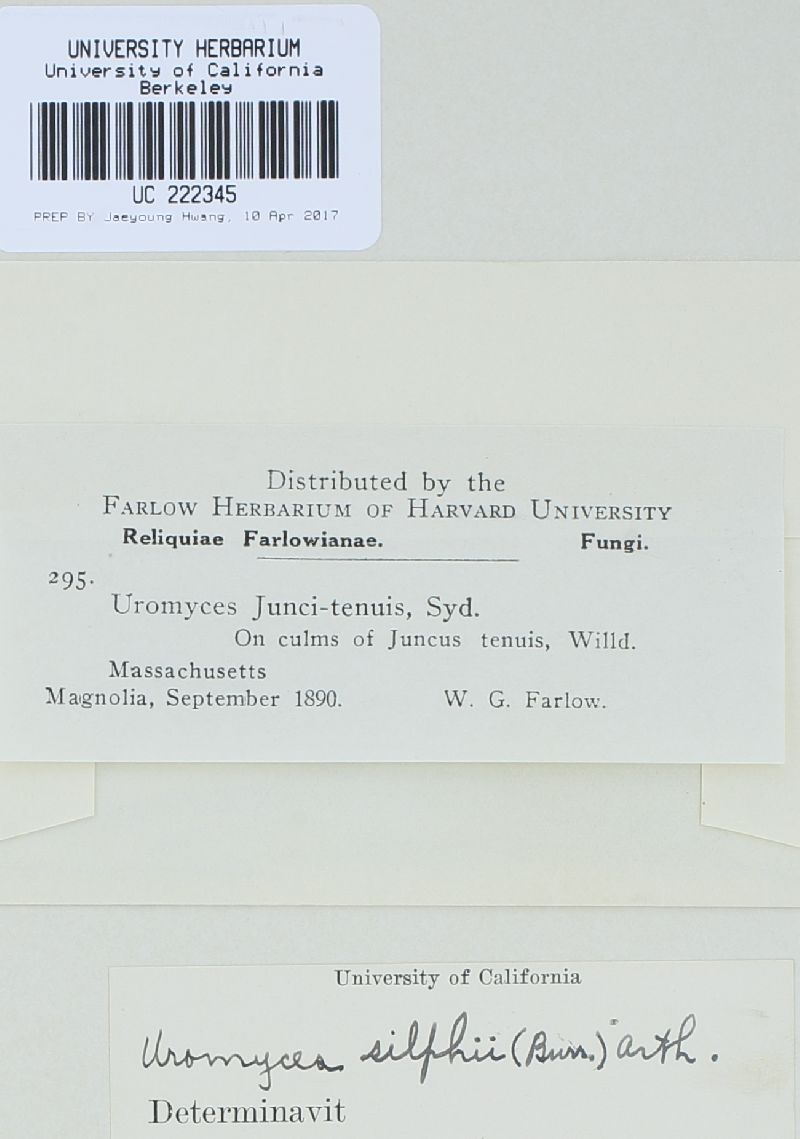 UNIVERSITY HERBARIUM
University of California
Berkeley
UC 222345
PREP BY Jaeyoung Hwang, 10 Apr 2017
Distributed by the
FARLOW HERBARIUM OF HARVARD UNIVERSITY
Reliquiae Farlowianae. Fungi.
295.
Uromyces Junci-tenuis, Syd.
On culms of Juncus tenuis, Willd.
Massachusetts
Magnolia, September 1890. W. G. Farlow.
University of California
Uromyces silphii (Burr.) Arth.
Determinavit